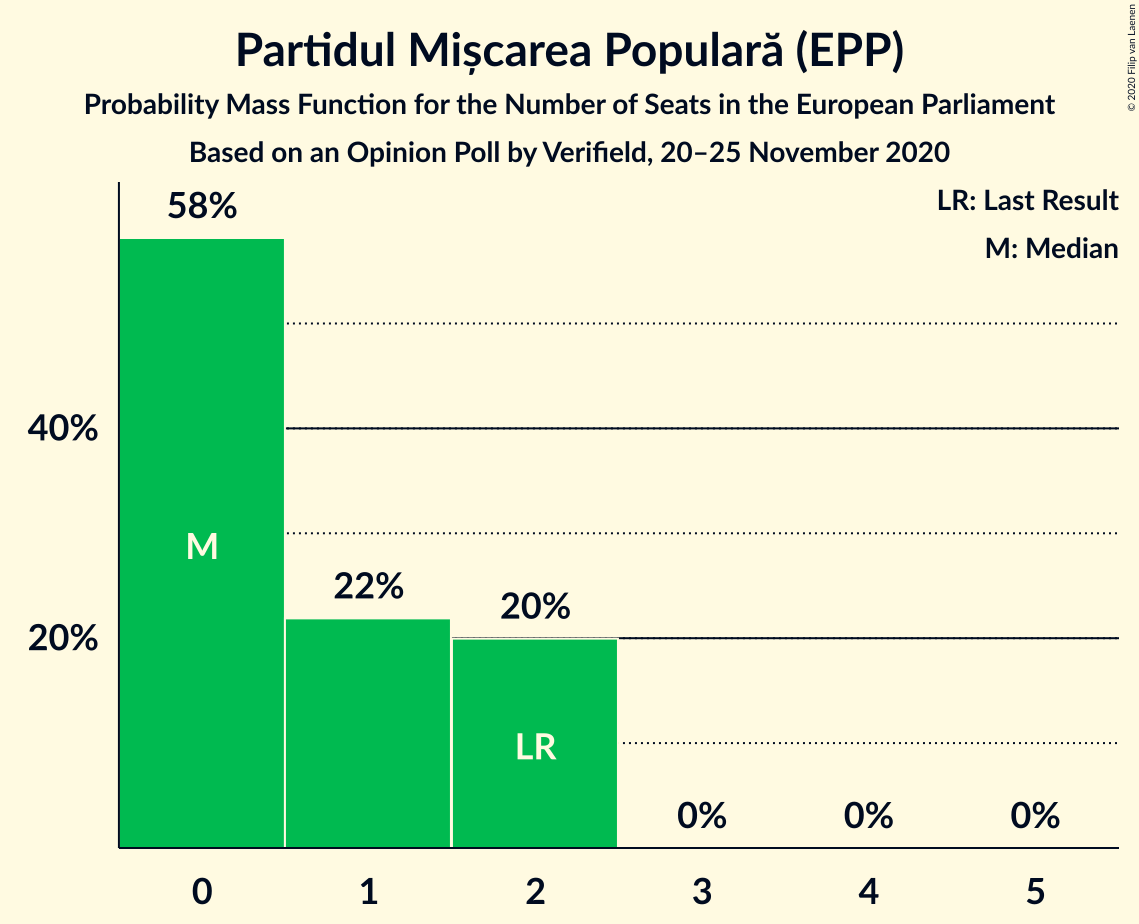 Partidul Mișcarea Populară (EPP)
Probability Mass Function for the Number of Seats in the European Parliament
Based on an Opinion Poll by Verifield, 20–25 November 2020
© 2020 Filip van Laenen
LR: Last Result
M: Median
58%
40%
M
22%
20%
20%
LR
0%
0%
0%
0
1
2
3
4
5